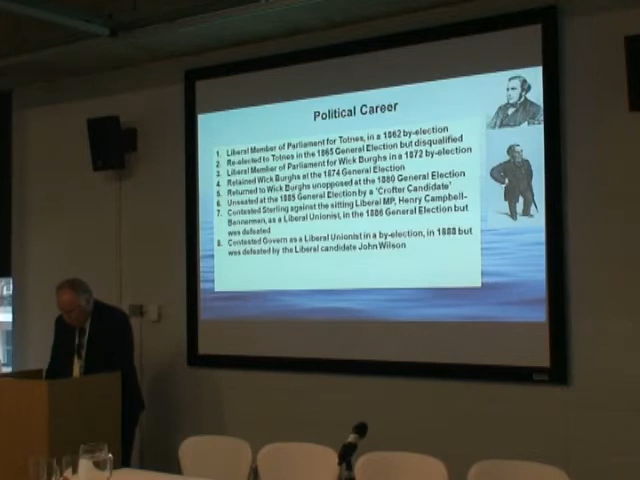 Political Career
1. Liberal Member of Parliament for Totnes, in a 1862 by-election
2. Re-elected to Totnes in the 1865 General Election but disqualified
3. Liberal Member of Parliament for Wick Burghs in a 1872 by-election
4. Retained Wick Burghs at the 1874 General Election
5. Returned to Wick Burghs unopposed at the 1880 General Election
6. Unseated at the 1885 General Election by a 'Crofter Candidate'
7. Contested Sterling against the sitting Liberal MP, Henry Campbell-
Bannerman, as a Liberal Unionist, in the 1886 General Election but
was defeated
8. Contested Govern as a Liberal Unionist in a by-election, in 1888 but
was defeated by the Liberal candidate John Wilson